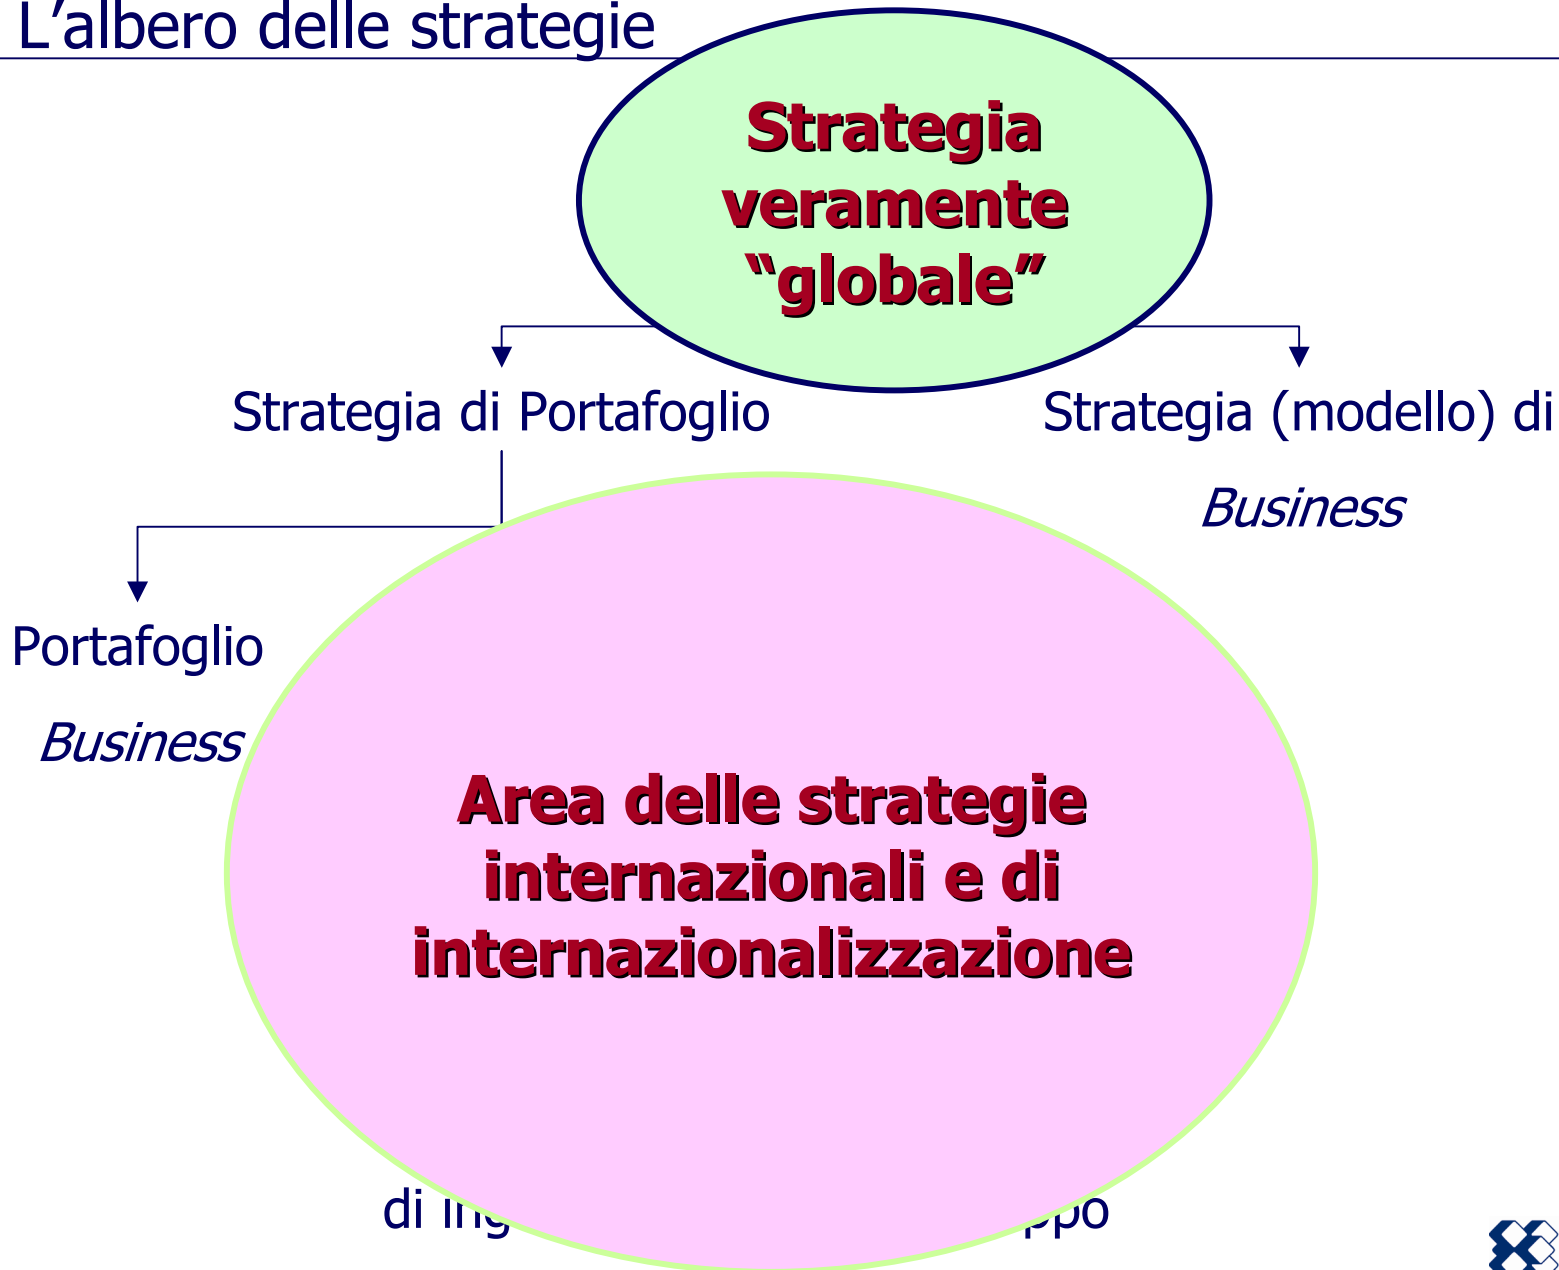 L’albero delle strategie
Strategia
veramente
“globale”
Strategia di Portafoglio
Strategia (modello) di
Business
Portafoglio
Business
Area delle strategie
internazionali e di
internazionalizzazione
di